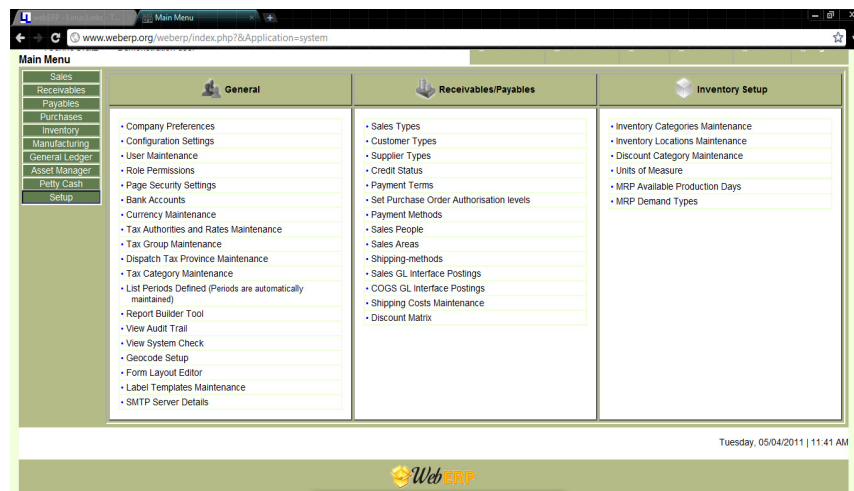 Main Menu
www.weberp.org/weberp/index.php?&Application=system
Main Menu
Sales
Receivables
Payables
Purchases
Inventory
Manufacturing
General Ledger
Asset Manager
Petty Cash
Setup
General
• Company Preferences
• Configuration Settings
• User Maintenance
• Role Permissions
• Page Security Settings
• Bank Accounts
• Currency Maintenance
• Tax Authorities and Rates Maintenance
• Tax Group Maintenance
• Dispatch Tax Province Maintenance
• Tax Category Maintenance
• List Periods Defined (Periods are automatically
maintained)
• Report Builder Tool
• View Audit Trail
• View System Check
• Geocode Setup
• Form Layout Editor
• Label Templates Maintenance
• SMTP Server Details
Receivables/Payables
• Sales Types
• Customer Types
• Supplier Types
• Credit Status
• Payment Terms
• Set Purchase Order Authorisation levels
• Payment Methods
• Sales People
• Sales Areas
• Shipping-methods
• Sales GL Interface Postings
• COGS GL Interface Postings
• Shipping Costs Maintenance
• Discount Matrix
Inventory Setup
• Inventory Categories Maintenance
• Inventory Locations Maintenance
• Discount Category Maintenance
• Units of Measure
• MRP Available Production Days
• MRP Demand Types
Tuesday, 05/04/2011 | 11:41 AM
Web ERP